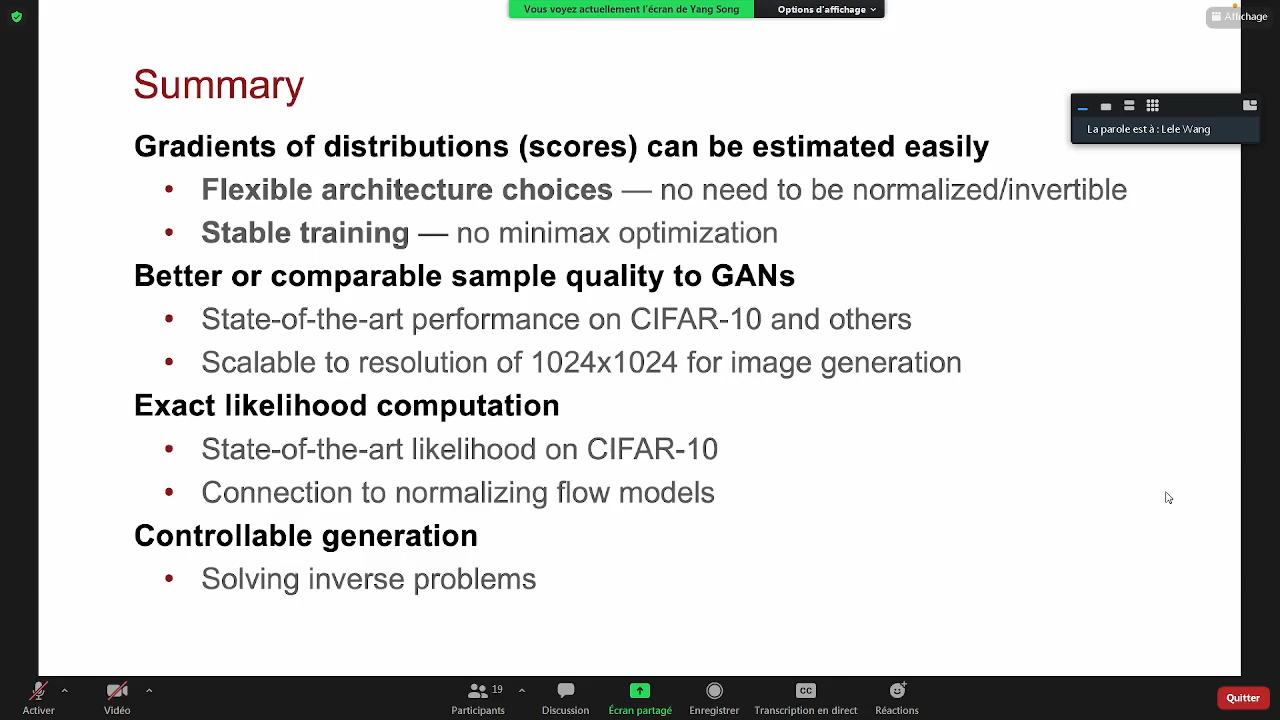 Vous voyez actuellement l'écran de Yang Song
Options d'affichage
Affichage
Summary
La parole est à : Lele Wang
Gradients of distributions (scores) can be estimated easily
• Flexible architecture choices — no need to be normalized/invertible
• Stable training — no minimax optimization
Better or comparable sample quality to GANs
• State-of-the-art performance on CIFAR-10 and others
• Scalable to resolution of 1024x1024 for image generation
Exact likelihood computation
• State-of-the-art likelihood on CIFAR-10
• Connection to normalizing flow models
Controllable generation
• Solving inverse problems
Activer
Vidéo
19
Participants
Discussion
Écran partagé
Enregistrer
CC
Transcription en direct
Réactions
Quitter